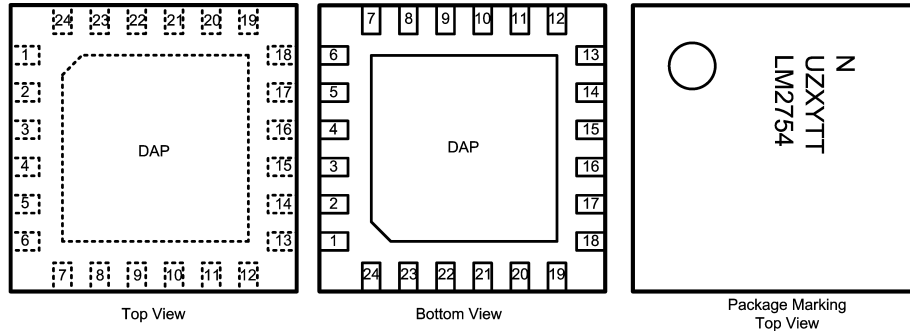 24 23 22 21 20 19
1 18
2 17
3 16
4 15
5 14
6 13
DAP
7 8 9 10 11 12
Top View
7 8 9 10 11 12
6 13
5 14
4 15
3 16
2 17
1 18
DAP
24 23 22 21 20 19
Bottom View
N
UZXYTT
LM2754
Package Marking
Top View